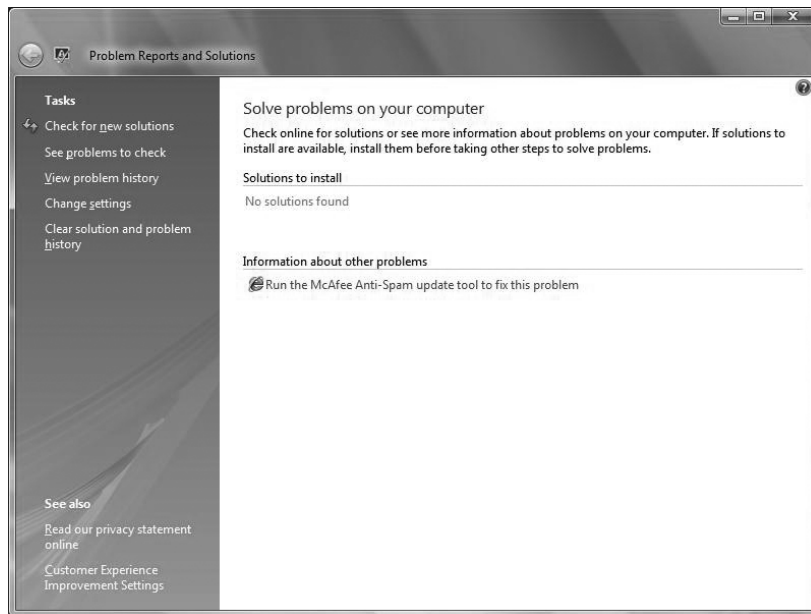 Problem Reports and Solutions
Tasks
Check for new solutions
See problems to check
View problem history
Change settings
Clear solution and problem
history
See also
Read our privacy statement
online
Customer Experience
Improvement Settings
Solve problems on your computer
Check online for solutions or see more information about problems on your computer. If solutions to
install are available, install them before taking other steps to solve problems.
Solutions to install
No solutions found
Information about other problems
Run the McAfee Anti-Spam update tool to fix this problem